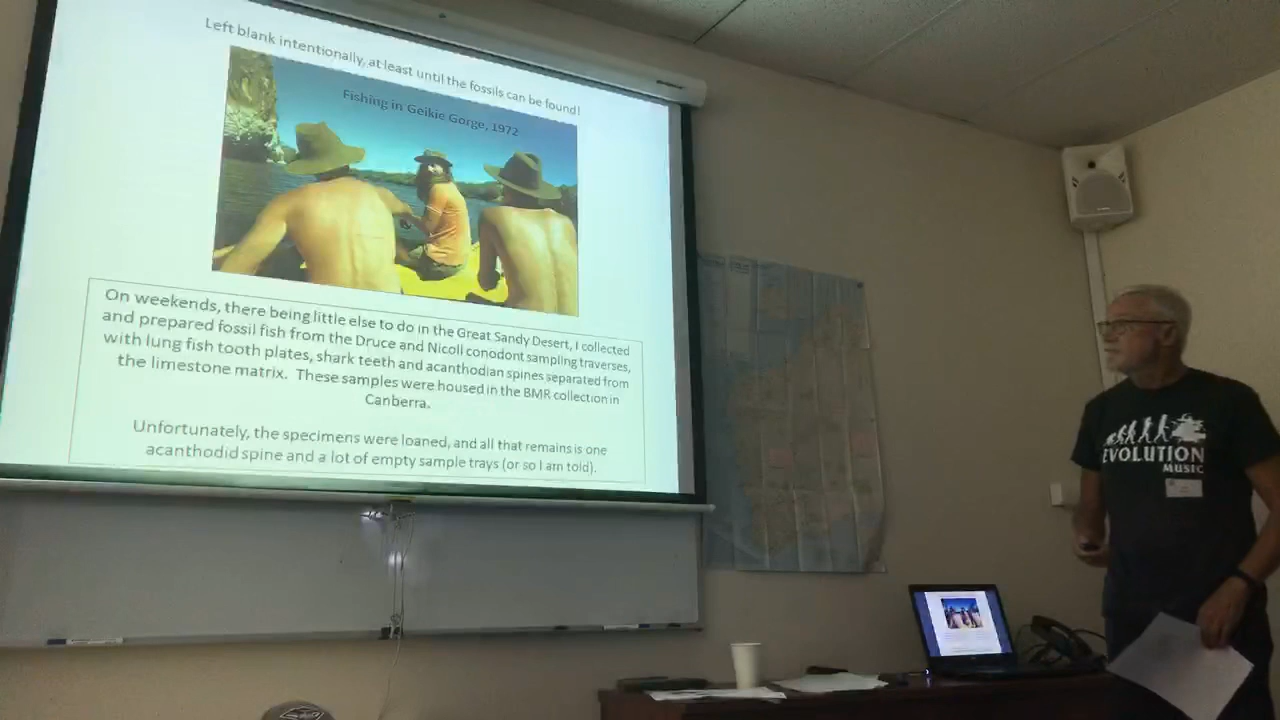 Left blank intentionally, at least until the fossils can be found!
Fishing in Geikie Gorge, 1972
On weekends, there being little else to do in the Great Sandy Desert, I collected
and prepared fossil fish from the Druce and Nicoll conodont sampling traverses,
with lung fish tooth plates, shark teeth and acanthodian spines separated from
the limestone matrix. These samples were housed in the BMR collection in
Canberra.
Unfortunately, the specimens were loaned, and all that remains is one
acanthodid spine and a lot of empty sample trays (or so I am told).
EVOLUTION
MUSIC